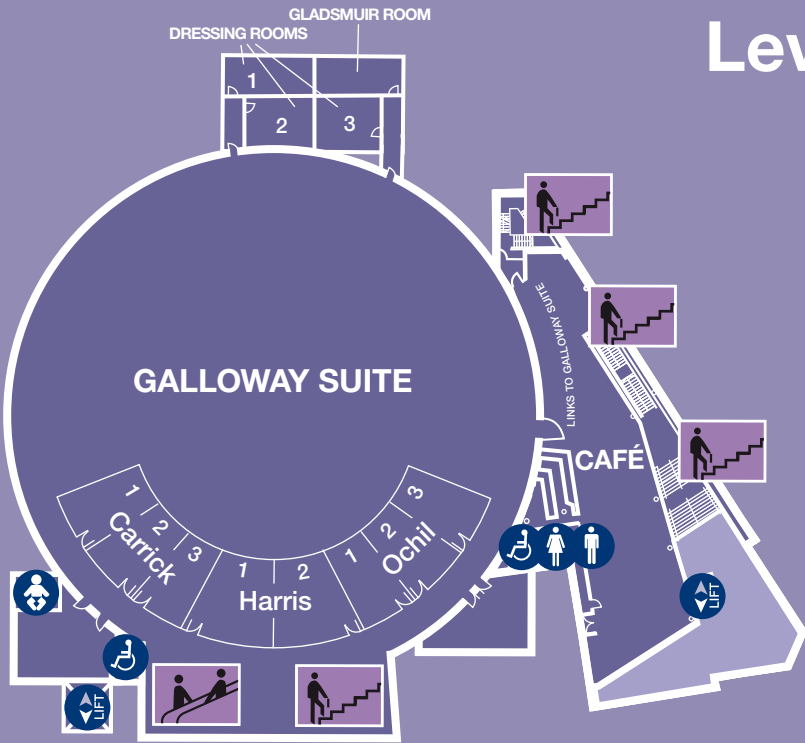 GLADSMUIR ROOM
DRESSING ROOMS
Lev
1
2
3
LINKS TO GALLOWAY SUITE
GALLOWAY SUITE
CAFÉ
1
2
3
Carrick
1
2
Harris
1
2
3
Ochil
LIFT
LIFT